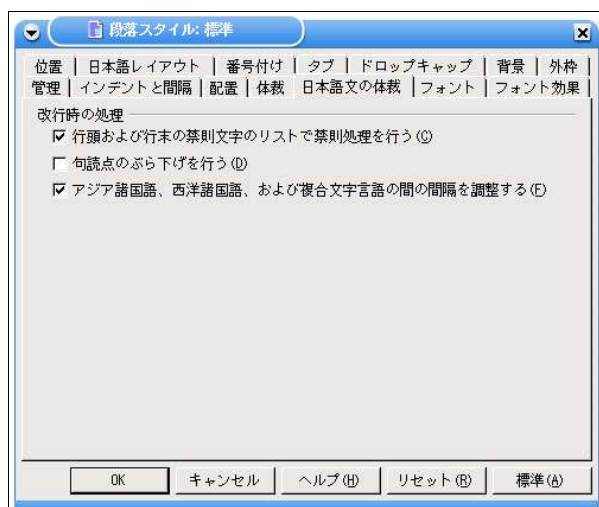 段落スタイル: 標準
位置 日本語レイアウト 番号付け タブ ドロップキャップ 背景 外枠
管理 インデントと間隔 配置 体裁 日本語文の体裁 フォント フォント効果
改行時の処理
行頭および行末の禁則文字のリストで禁則処理を行う(C)
句読点のぶら下げを行う(D)
アジア諸国語、西洋諸国語、および複合文字言語の間の間隔を調整する(E)
OK キャンセル ヘルプ(H) リセット(R) 標準(A)